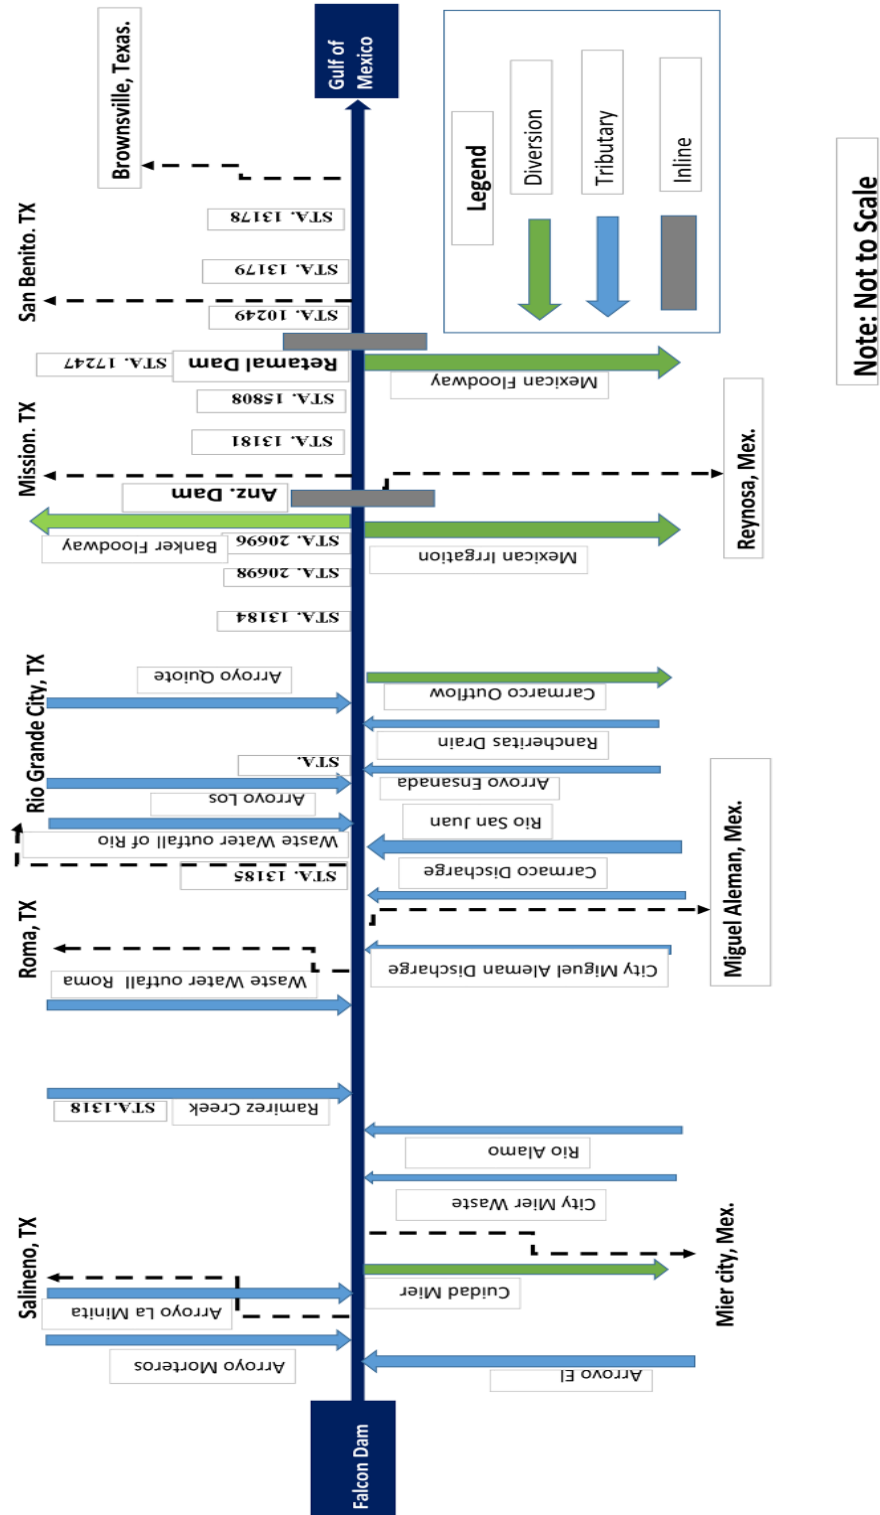 Gulf of
Mexico
Brownsville, Texas.
STA. 13178
STA. 13179
San Benito. TX
STA. 10249
Retamal Dam
STA. 17247
Mexican Floodway
STA. 15808
STA. 13181
Mission. TX
Anz. Dam
Reynosa, Mex.
Banker Floodway
STA. 20696
Mexican Irrgation
STA. 20698
STA. 13184
Arroyo Quiote
Carmarco Outflow
Rancheritas Drain
Rio Grande City, TX
STA.
Arroyo Ensanada
Arroyo Los
Rio San Juan
Waste Water outfall of Rio
STA. 13185
Carmaco Discharge
Miguel Aleman, Mex.
Roma, TX
City Miguel Aleman Discharge
Waste Water outfall Roma
STA.1318
Ramirez Creek
Rio Alamo
City Mier Waste
Mier city, Mex.
Salineno, TX
Cuidad Mier
Arroyo La Minita
Arroyo Morteros
Arroyo El
Falcon Dam
Legend
Diversion
Tributary
Inline
Note: Not to Scale